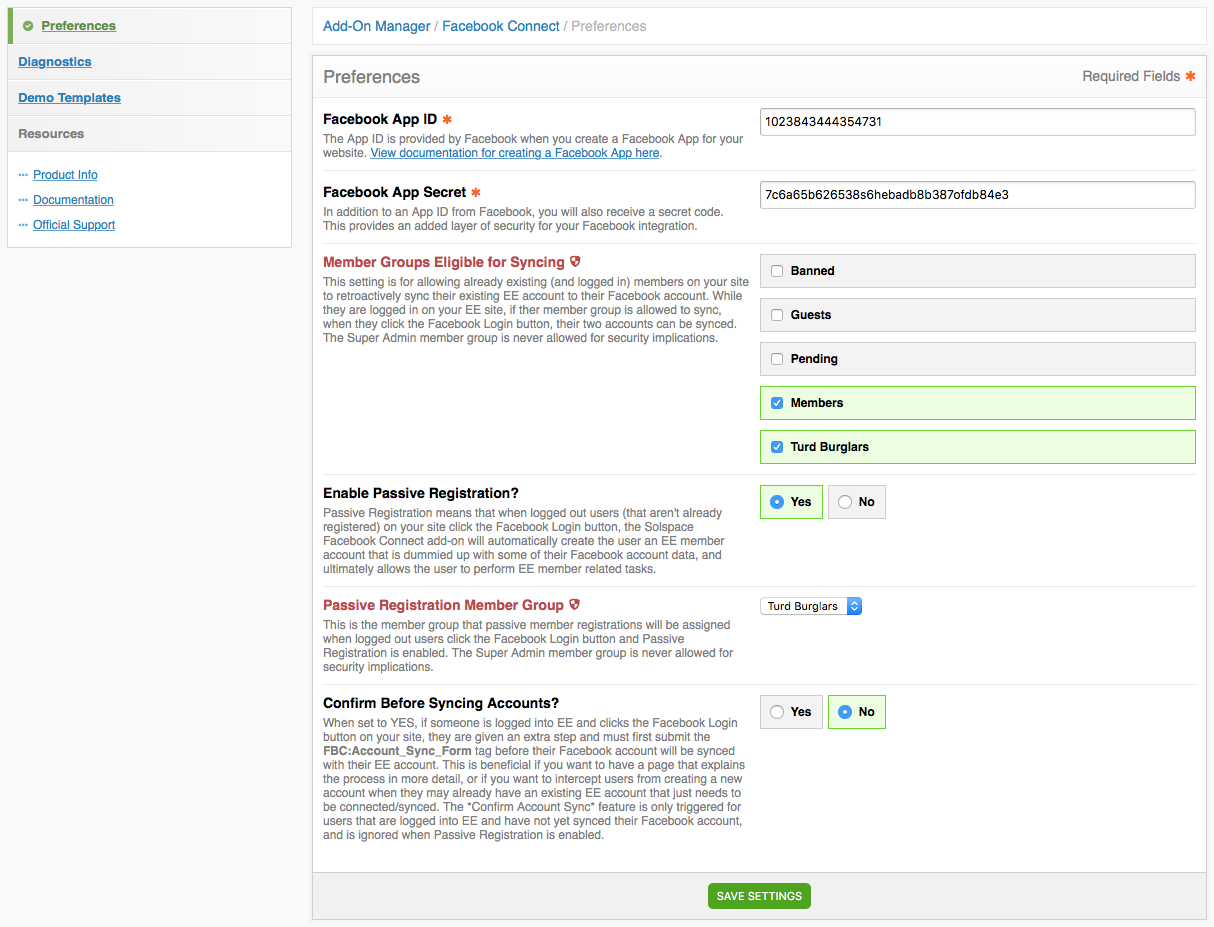 Preferences
Diagnostics
Demo Templates
Resources
Product Info
Documentation
Official Support
Add-On Manager / Facebook Connect / Preferences
Preferences
Required Fields ✱
Facebook App ID ✱
The App ID is provided by Facebook when you create a Facebook App for your
website. View documentation for creating a Facebook App here.
1023843444354731
Facebook App Secret ✱
In addition to an App ID from Facebook, you will also receive a secret code.
This provides an added layer of security for your Facebook integration.
7c6a65b626538s6hebadb8b387ofdb84e3
Member Groups Eligible for Syncing
This setting is for allowing already existing (and logged in) members on your site
to retroactively sync their existing EE account to their Facebook account. While
they are logged in on your EE site, if ther member group is allowed to sync,
when they click the Facebook Login button, their two accounts can be synced.
The Super Admin member group is never allowed for security implications.
Banned
Guests
Pending
Members
Turd Burglars
Enable Passive Registration?
Passive Registration means that when logged out users (that aren't already
registered) on your site click the Facebook Login button, the Solspace
Facebook Connect add-on will automatically create the user an EE member
account that is dummied up with some of their Facebook account data, and
ultimately allows the user to perform EE member related tasks.
Yes
No
Passive Registration Member Group
This is the member group that passive member registrations will be assigned
when logged out users click the Facebook Login button and Passive
Registration is enabled. The Super Admin member group is never allowed for
security implications.
Turd Burglars
Confirm Before Syncing Accounts?
When set to YES, if someone is logged into EE and clicks the Facebook Login
button on your site, they are given an extra step and must first submit the
FBC:Account_Sync_Form tag before their Facebook account will be synced
with their EE account. This is beneficial if you want to have a page that explains
the process in more detail, or if you want to intercept users from creating a new
account when they may already have an existing EE account that just needs to
be connected/synced. The *Confirm Account Sync* feature is only triggered for
users that are logged into EE and have not yet synced their Facebook account,
and is ignored when Passive Registration is enabled.
Yes
No
SAVE SETTINGS